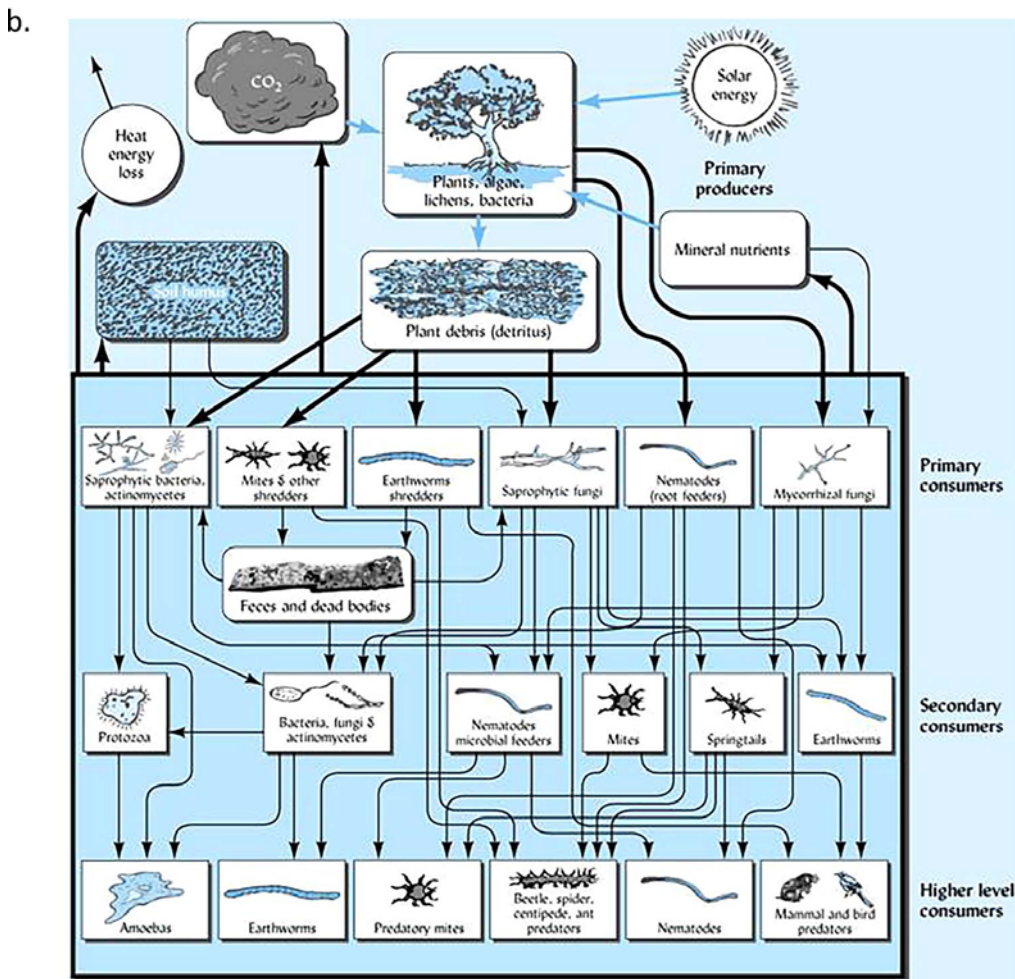 b.
CO₂
Solar
energy
Heat
energy
loss
Primary
producers
Plants, algae,
lichens, bacteria
Mineral nutrients
Soil humus
Plant debris (detritus)
Saprophytic bacteria,
actinomycetes
Mites & other
shredders
Earthworms
shredders
Saprophytic fungi
Nematodes
(root feeders)
Mycorrhizal fungi
Primary
consumers
Feces and dead bodies
Protozoa
Bacteria, fungi &
actinomycetes
Nematodes
microbial feeders
Mites
Springtails
Earthworms
Secondary
consumers
Amoebas
Earthworms
Predatory mites
Beetle, spider,
centipede, ant
predators
Nematodes
Mammal and bird
predators
Higher level
consumers